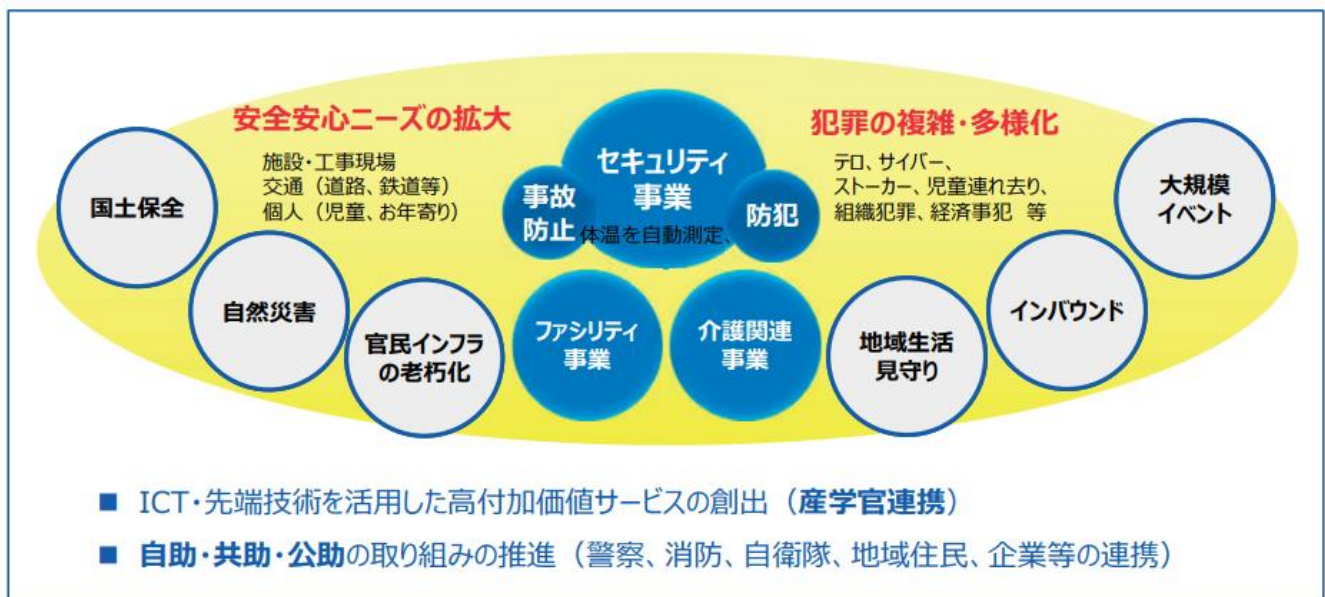 安全安心ニーズの拡大
施設・工事現場
交通（道路、鉄道等）
個人（児童、お年寄り）
犯罪の複雑・多様化
テロ、サイバー、
ストーカー、児童連れ去り、
組織犯罪、経済事犯 等
セキュリティ
事業
事故
防止
防犯
体温を自動測定、
国土保全
自然災害
官民インフラ
の老朽化
ファシリティ
事業
介護関連
事業
地域生活
見守り
インバウンド
大規模
イベント
■ ICT・先端技術を活用した高付加価値サービスの創出（産学官連携）
■ 自助・共助・公助の取り組みの推進（警察、消防、自衛隊、地域住民、企業等の連携）